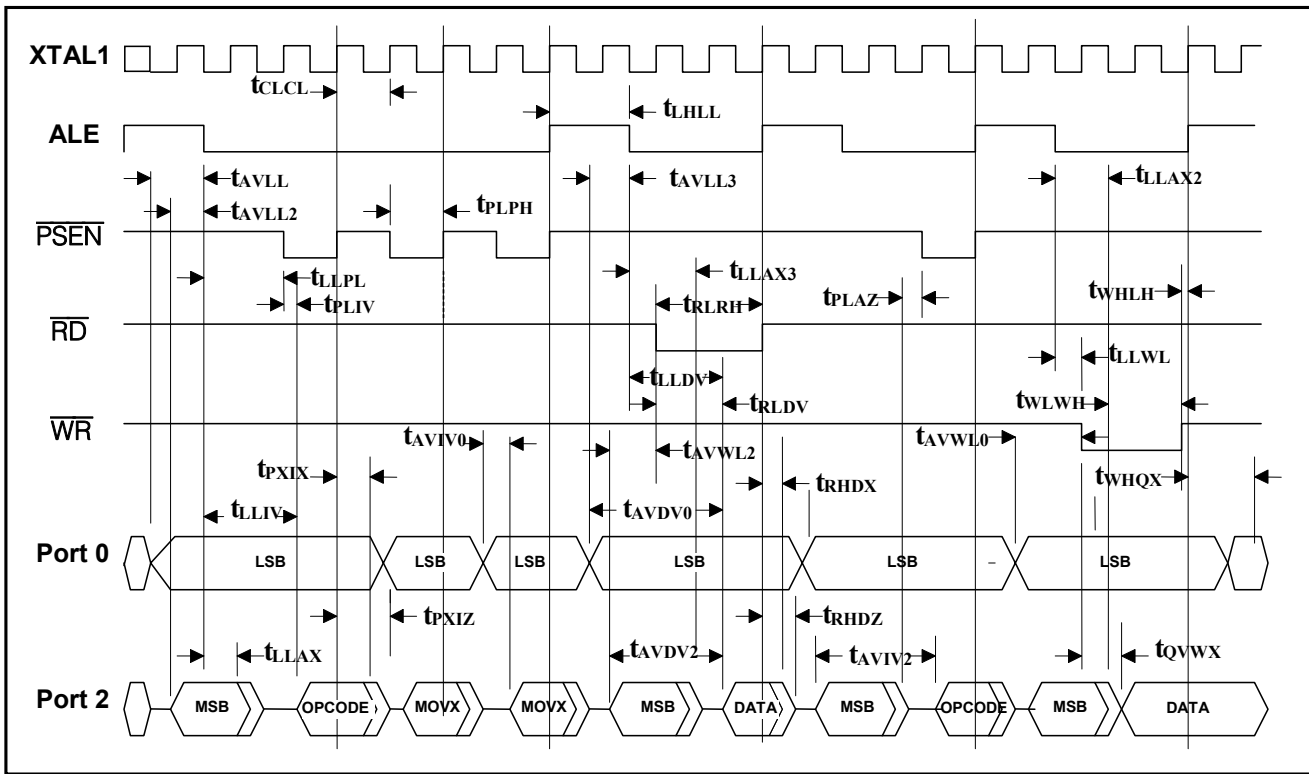 XTAL1
tCLCL
tLHLL
ALE
tAVLL
tAVLL3
tLLAX2
tAVLL2
tPLPH
PSEN
tLLPL
tLLAX3
tPLIV
tRLRH
tPLAZ
tWHLH
RD
tLLDV
tLLWL
tRLDV
tWLWH
WR
tAVIV0
tAVWL2
tAVWL0
tPXIX
tRHDX
tWHQX
tLLIV
tAVDV0
Port 0
LSB LSB LSB LSB LSB LSB
tPXIZ
tRHDZ
tLLAX
tAVDV2
tAVIV2
tQVWX
Port 2
MSB OPCODE MOVX MOVX MSB DATA MSB OPCODE MSB DATA